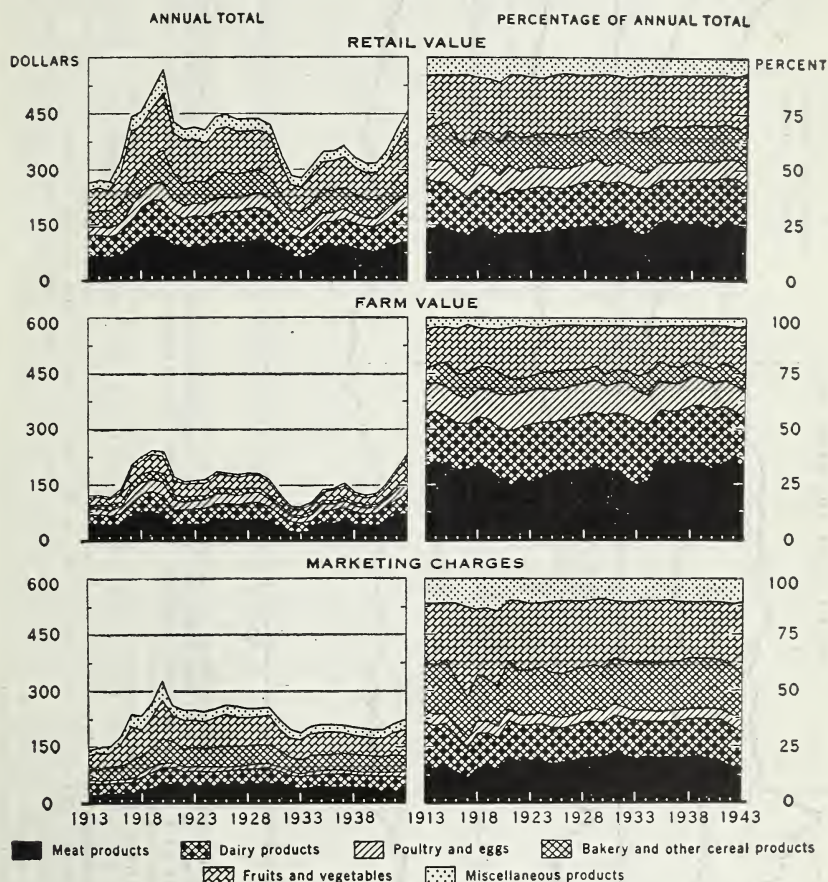 ANNUAL TOTAL PERCENTAGE OF ANNUAL TOTAL
RETAIL VALUE
DOLLARS PERCENT
450 75
300 50
150 25
0 0
FARM VALUE
600 100
450 75
300 50
150 25
0 0
MARKETING CHARGES
600 100
450 75
300 50
150 25
0 0
1913 1918 1923 1928 1933 1938 1913 1918 1923 1928 1933 1938 1943
Meat products Dairy products Poultry and eggs Bakery and other cereal products
Fruits and vegetables Miscellaneous products